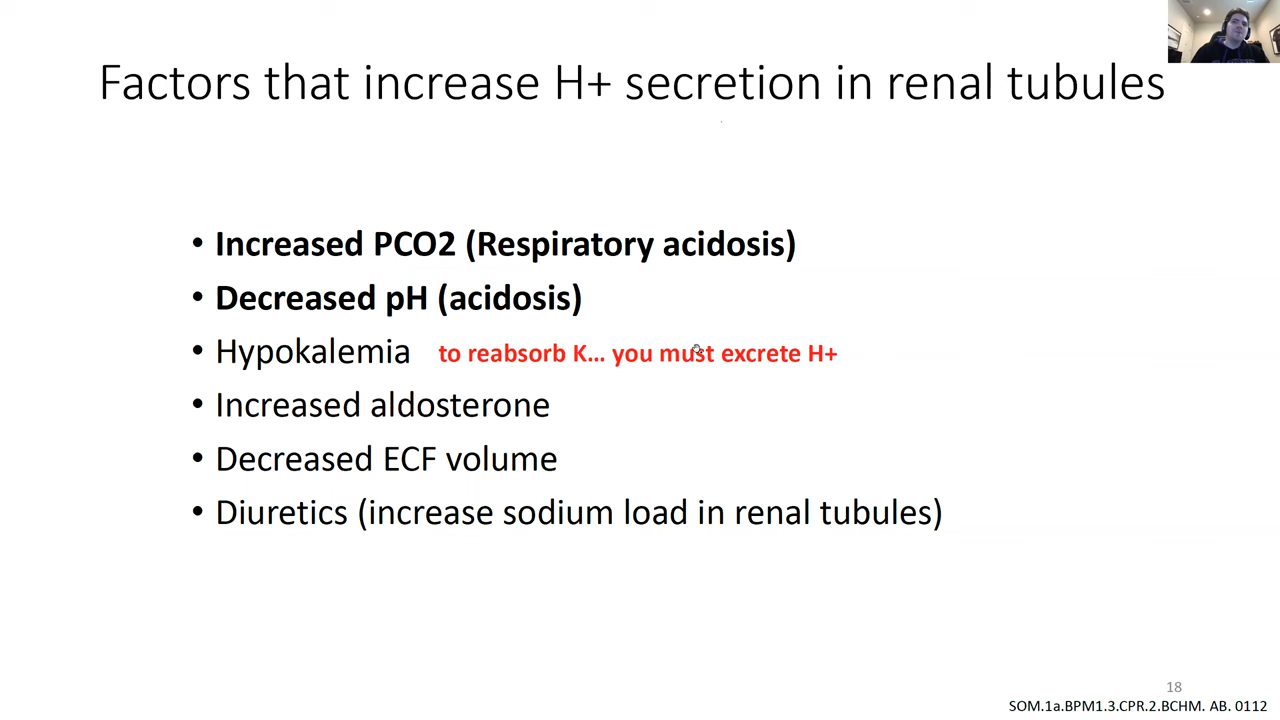 Factors that increase H+ secretion in renal tubules
• Increased PCO2 (Respiratory acidosis)
• Decreased pH (acidosis)
• Hypokalemia to reabsorb K... you must excrete H+
• Increased aldosterone
• Decreased ECF volume
• Diuretics (increase sodium load in renal tubules)
18
SOM.1a.BPM1.3.CPR.2.BCHM. AB. 0112